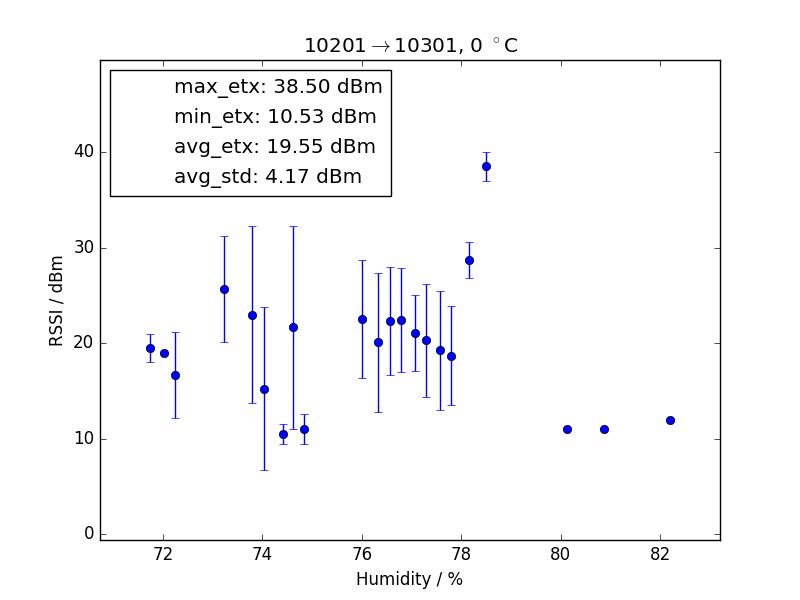 10201→10301, 0 °C
max_etx: 38.50 dBm
min_etx: 10.53 dBm
avg_etx: 19.55 dBm
avg_std: 4.17 dBm
RSSI / dBm
40
30
20
10
0
72 74 76 78 80 82
Humidity / %